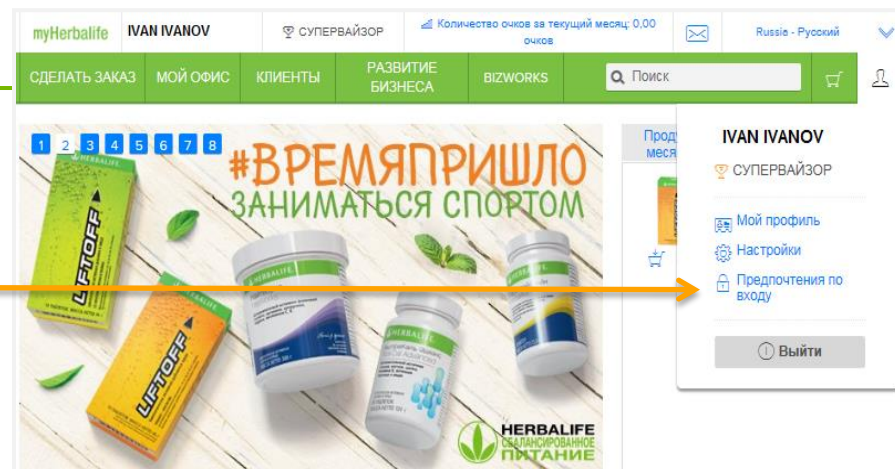 myHerbalife
IVAN IVANOV
СУПЕРВАЙЗОР
Количество очков за текущий месяц: 0,00
очков
Russia - Русский
СДЕЛАТЬ ЗАКАЗ
МОЙ ОФИС
КЛИЕНТЫ
РАЗВИТИЕ
БИЗНЕСА
BIZWORKS
Поиск
1 2 3 4 5 6 7 8
#ВРЕМЯПРИШЛО
ЗАНИМАТЬСЯ СПОРТОМ
HERBALIFE
LIFTOFF
LIFTOFF
HERBALIFE
HERBALIFE
HERBALIFE
HERBALIFE
СБАЛАНСИРОВАННОЕ
ПИТАНИЕ
IVAN IVANOV
СУПЕРВАЙЗОР
Мой профиль
Настройки
Предпочтения по
входу
Выйти